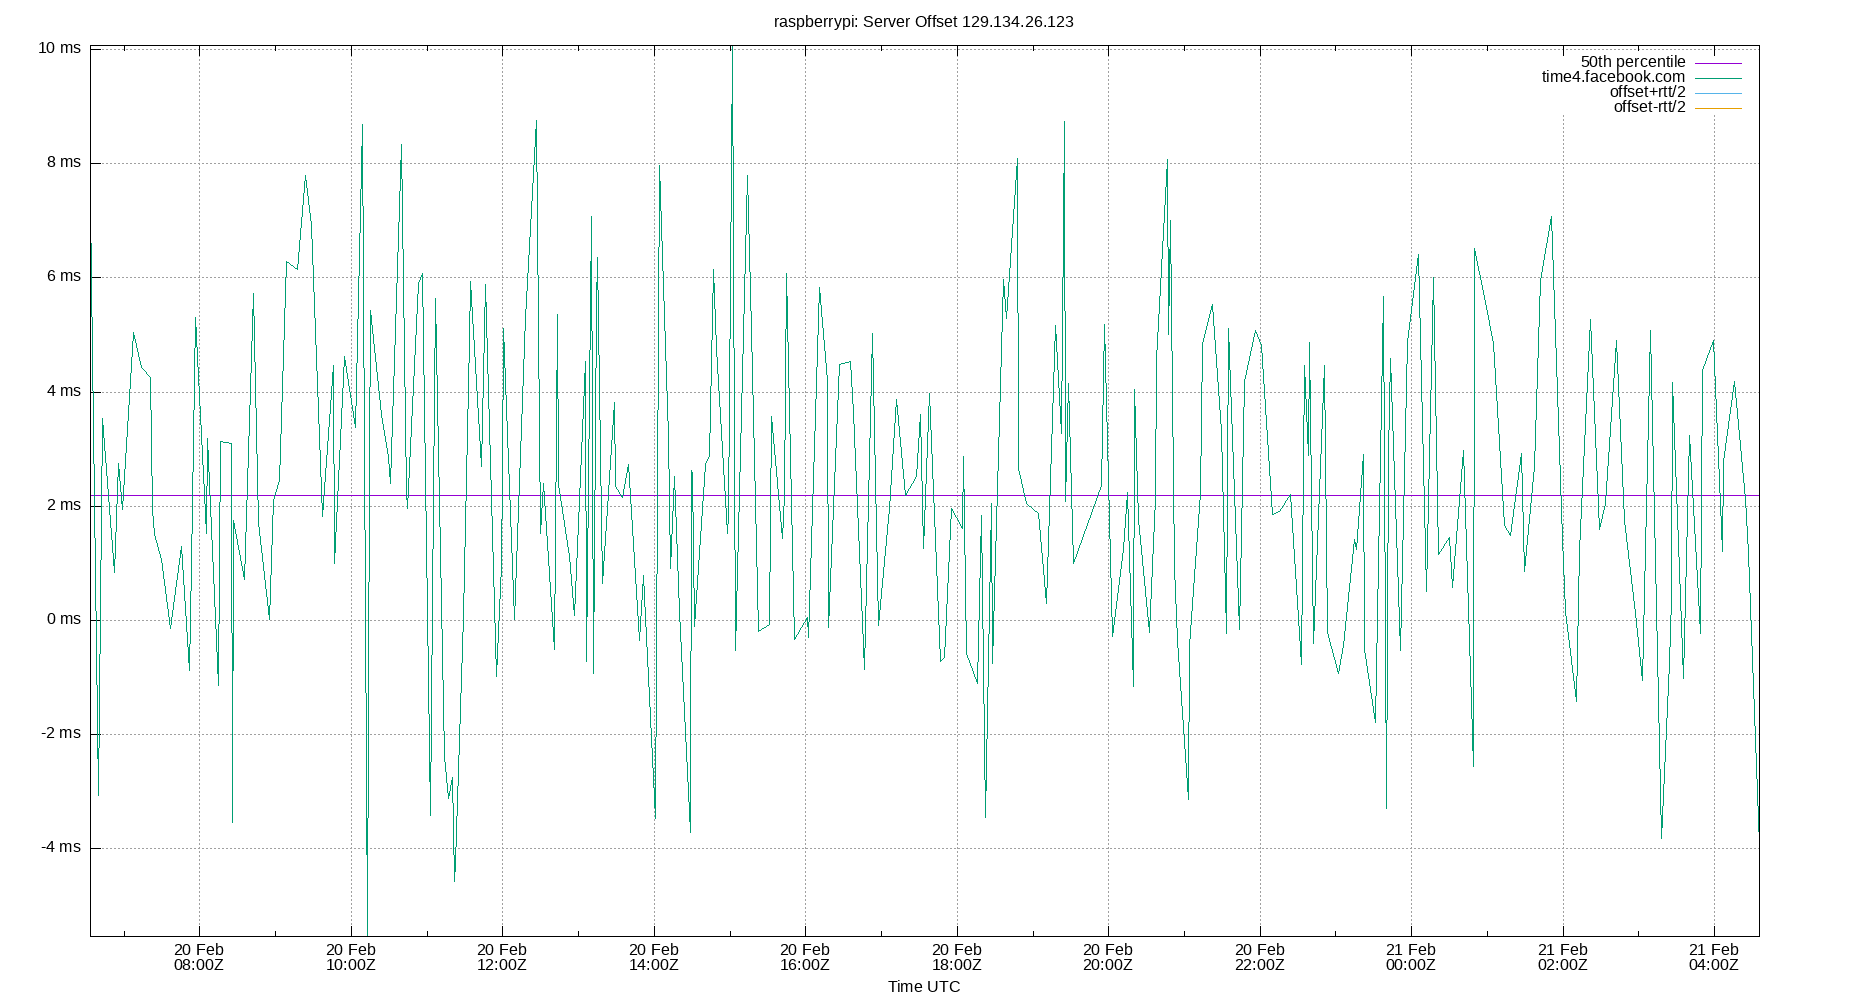 raspberrypi: Server Offset 129.134.26.123
10 ms
8 ms
6 ms
4 ms
2 ms
0 ms
-2 ms
-4 ms
50th percentile
time4.facebook.com
offset+rtt/2
offset-rtt/2
20 Feb 20 Feb 20 Feb 20 Feb 20 Feb 20 Feb 20 Feb 20 Feb 21 Feb 21 Feb 21 Feb
08:00Z 10:00Z 12:00Z 14:00Z 16:00Z 18:00Z 20:00Z 22:00Z 00:00Z 02:00Z 04:00Z
Time UTC